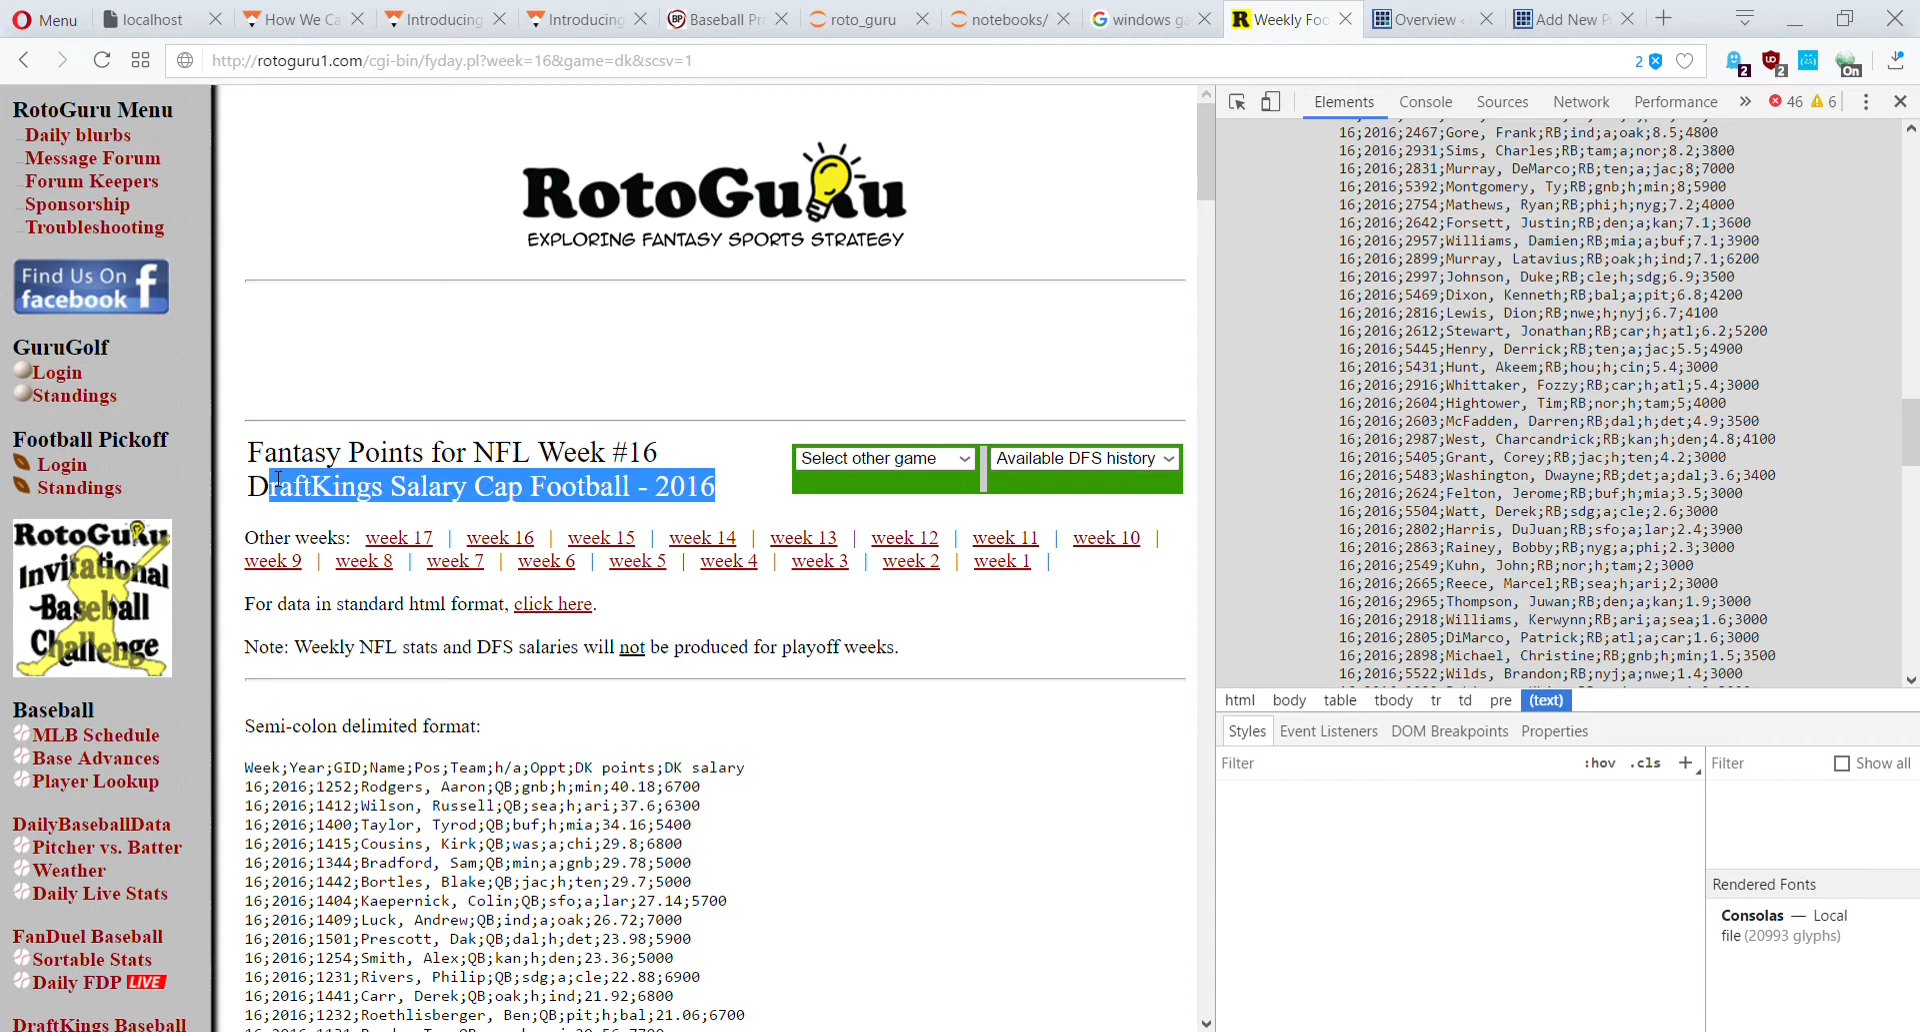 Menu
localhost
How We Ca
Introducing
Introducing
Baseball Pr
roto_guru
notebooks/
windows ga
Weekly Foo
Overview ‹
Add New P
http://rotoguru1.com/cgi-bin/fyday.pl?week=16&game=dk&scsv=1
2
2
2
On
RotoGuru Menu
Daily blurbs
Message Forum
Forum Keepers
Sponsorship
Troubleshooting
Find Us On
facebook
GuruGolf
Login
Standings
Football Pickoff
Login
Standings
RotoGuru
Invitational
Baseball
Challenge
Baseball
MLB Schedule
Base Advances
Player Lookup
DailyBaseballData
Pitcher vs. Batter
Weather
Daily Live Stats
FanDuel Baseball
Sortable Stats
Daily FDP LIVE
DraftKings Baseball
RotoGuRu
EXPLORING FANTASY SPORTS STRATEGY
Fantasy Points for NFL Week #16
DraftKings Salary Cap Football - 2016
Select other game
Available DFS history
Other weeks: week 17 | week 16 | week 15 | week 14 | week 13 | week 12 | week 11 | week 10 |
week 9 | week 8 | week 7 | week 6 | week 5 | week 4 | week 3 | week 2 | week 1 |
For data in standard html format, click here.
Note: Weekly NFL stats and DFS salaries will not be produced for playoff weeks.
Semi-colon delimited format:
Week;Year;GID;Name;Pos;Team;h/a;Oppt;DK points;DK salary
16;2016;1252;Rodgers, Aaron;QB;gnb;h;min;40.18;6700
16;2016;1412;Wilson, Russell;QB;sea;h;ari;37.6;6300
16;2016;1400;Taylor, Tyrod;QB;buf;h;mia;34.16;5400
16;2016;1415;Cousins, Kirk;QB;was;a;chi;29.8;6800
16;2016;1344;Bradford, Sam;QB;min;a;gnb;29.78;5000
16;2016;1442;Bortles, Blake;QB;jac;h;ten;29.7;5000
16;2016;1404;Kaepernick, Colin;QB;sfo;a;lar;27.14;5700
16;2016;1409;Luck, Andrew;QB;ind;a;oak;26.72;7000
16;2016;1501;Prescott, Dak;QB;dal;h;det;23.98;5900
16;2016;1254;Smith, Alex;QB;kan;h;den;23.36;5000
16;2016;1231;Rivers, Philip;QB;sdg;a;cle;22.88;6900
16;2016;1441;Carr, Derek;QB;oak;h;ind;21.92;6800
16;2016;1232;Roethlisberger, Ben;QB;pit;h;bal;21.06;6700
Elements
Console
Sources
Network
Performance
46
6
16;2016;2467;Gore, Frank;RB;ind;a;oak;8.5;4800
16;2016;2931;Sims, Charles;RB;tam;a;nor;8.2;3800
16;2016;2831;Murray, DeMarco;RB;ten;a;jac;8;7000
16;2016;5392;Montgomery, Ty;RB;gnb;h;min;8;5900
16;2016;2754;Mathews, Ryan;RB;phi;h;nyg;7.2;4000
16;2016;2642;Forsett, Justin;RB;den;a;kan;7.1;3600
16;2016;2957;Williams, Damien;RB;mia;a;buf;7.1;3900
16;2016;2899;Murray, Latavius;RB;oak;h;ind;7.1;6200
16;2016;2997;Johnson, Duke;RB;cle;h;sdg;6.9;3500
16;2016;5469;Dixon, Kenneth;RB;bal;a;pit;6.8;4200
16;2016;2816;Lewis, Dion;RB;nwe;h;nyj;6.7;4100
16;2016;2612;Stewart, Jonathan;RB;car;h;atl;6.2;5200
16;2016;5445;Henry, Derrick;RB;ten;a;jac;5.5;4900
16;2016;5431;Hunt, Akeem;RB;hou;h;cin;5.4;3000
16;2016;2916;Whittaker, Fozzy;RB;car;h;atl;5.4;3000
16;2016;2604;Hightower, Tim;RB;nor;h;tam;5;4000
16;2016;2603;McFadden, Darren;RB;dal;h;det;4.9;3500
16;2016;2987;West, Charcandrick;RB;kan;h;den;4.8;4100
16;2016;5405;Grant, Corey;RB;jac;h;ten;4.2;3000
16;2016;5483;Washington, Dwayne;RB;det;a;dal;3.6;3400
16;2016;2624;Felton, Jerome;RB;buf;h;mia;3.5;3000
16;2016;5504;Watt, Derek;RB;sdg;a;cle;2.6;3000
16;2016;2802;Harris, DuJuan;RB;sfo;a;lar;2.4;3900
16;2016;2863;Rainey, Bobby;RB;nyg;a;phi;2.3;3000
16;2016;2549;Kuhn, John;RB;nor;h;tam;2;3000
16;2016;2665;Reece, Marcel;RB;sea;h;ari;2;3000
16;2016;2965;Thompson, Juwan;RB;den;a;kan;1.9;3000
16;2016;2918;Williams, Kerwynn;RB;ari;a;sea;1.6;3000
16;2016;2805;DiMarco, Patrick;RB;atl;a;car;1.6;3000
16;2016;2898;Michael, Christine;RB;gnb;h;min;1.5;3500
16;2016;5522;Wilds, Brandon;RB;nyj;a;nwe;1.4;3000
html body table tbody tr td pre (text)
Styles
Event Listeners
DOM Breakpoints
Properties
Filter
:hov .cls +
Filter
Show all
Rendered Fonts
Consolas — Local
file (20993 glyphs)